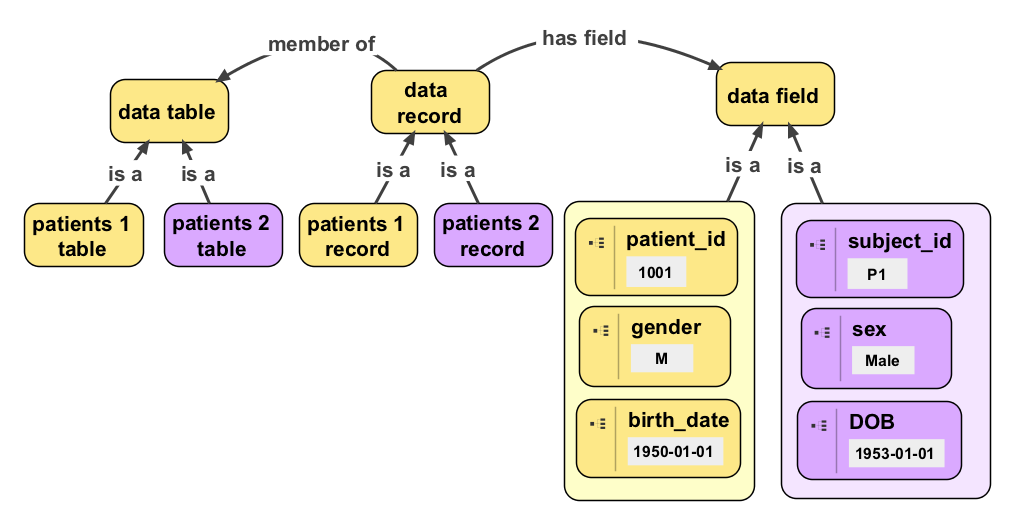 member of
has field
data table
data
record
data field
is a
is a
is a
is a
is a
is a
patients 1
table
patients 2
table
patients 1
record
patients 2
record
patient_id
1001
gender
M
birth_date
1950-01-01
subject_id
P1
sex
Male
DOB
1953-01-01